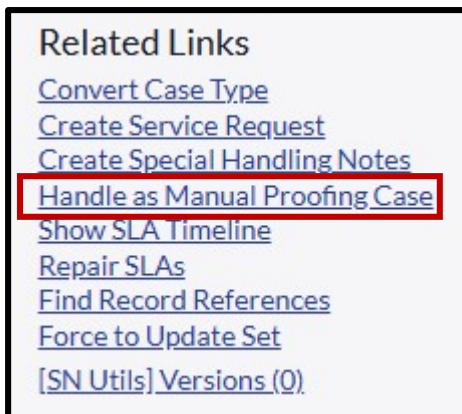 Related Links
Convert Case Type
Create Service Request
Create Special Handling Notes
Handle as Manual Proofing Case
Show SLA Timeline
Repair SLAs
Find Record References
Force to Update Set
[SN Utils] Versions (0)